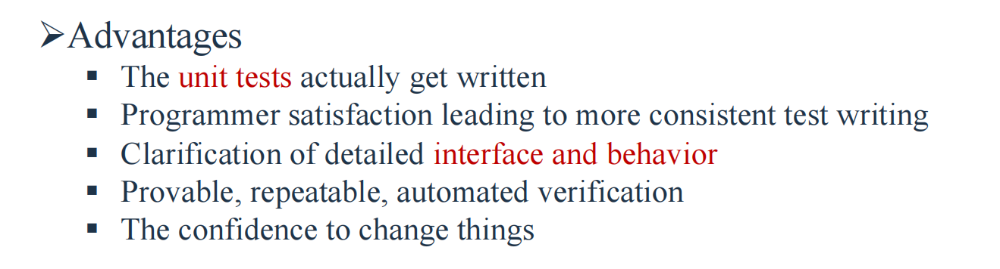 ➢Advantages
▪ The unit tests actually get written
▪ Programmer satisfaction leading to more consistent test writing
▪ Clarification of detailed interface and behavior
▪ Provable, repeatable, automated verification
▪ The confidence to change things